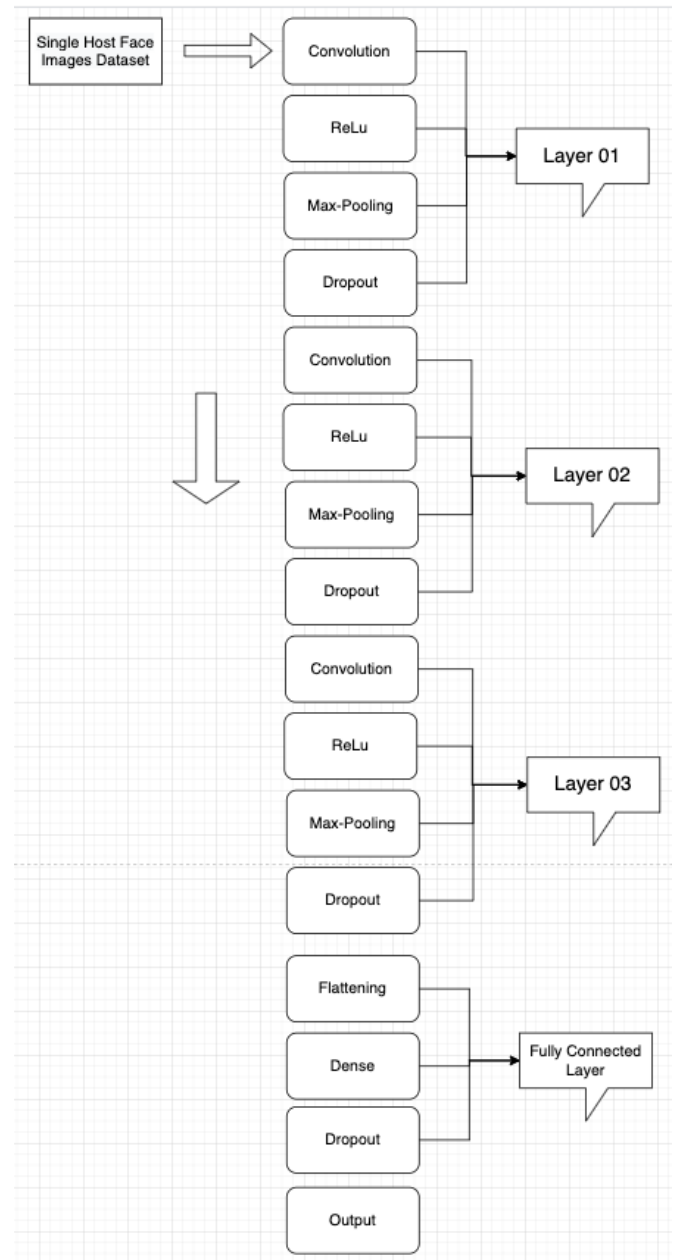 Single Host Face
Images Dataset
Convolution
ReLu
Max-Pooling
Dropout
Layer 01
Convolution
ReLu
Max-Pooling
Dropout
Layer 02
Convolution
ReLu
Max-Pooling
Dropout
Layer 03
Flattening
Dense
Dropout
Fully Connected
Layer
Output